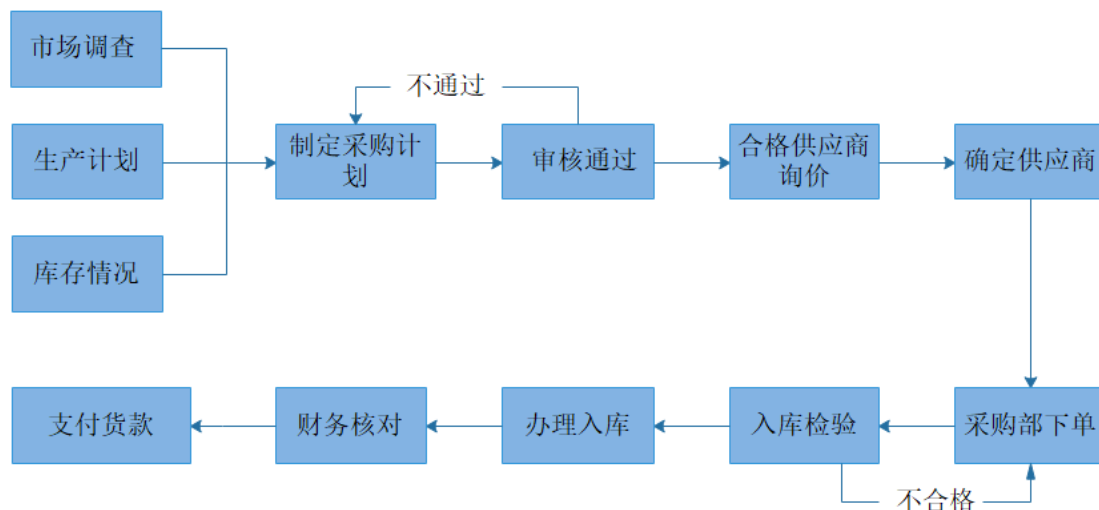 市场调查
不通过
生产计划
制定采购计
划
审核通过
合格供应商
询价
确定供应商
库存情况
支付货款
财务核对
办理入库
入库检验
采购部下单
不合格